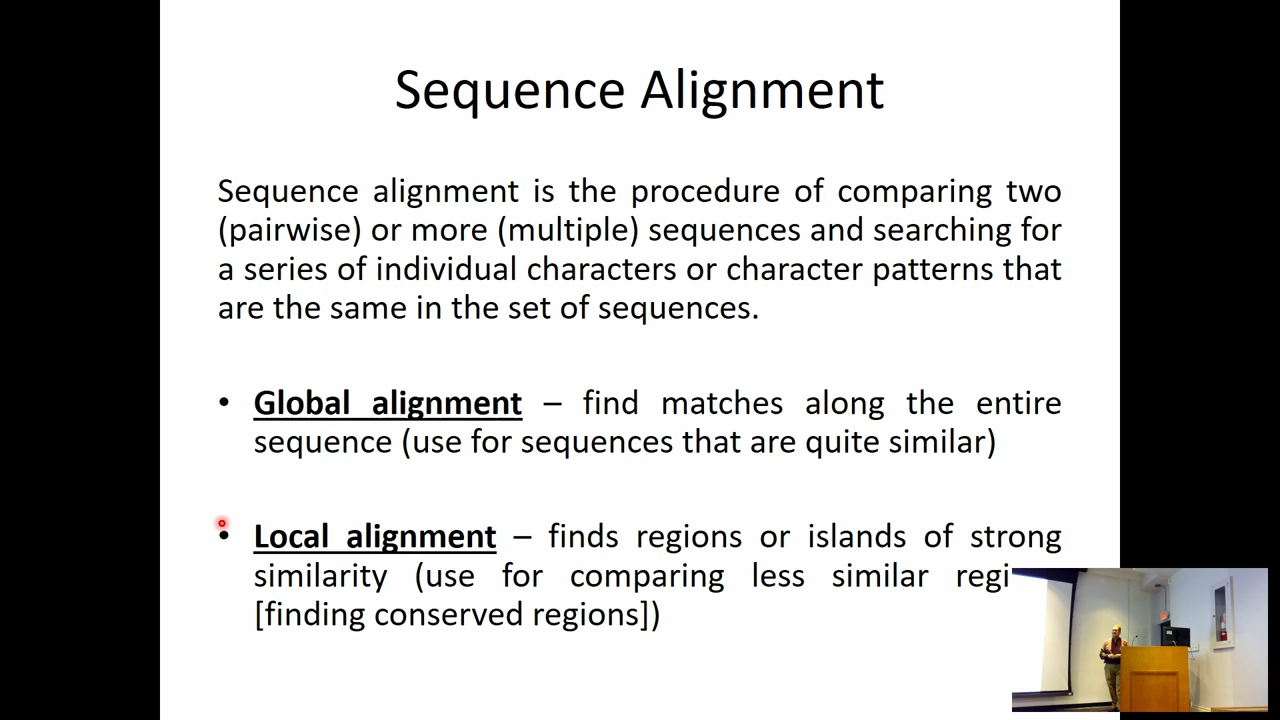 Sequence Alignment
Sequence alignment is the procedure of comparing two
(pairwise) or more (multiple) sequences and searching for
a series of individual characters or character patterns that
are the same in the set of sequences.
• Global alignment – find matches along the entire
sequence (use for sequences that are quite similar)
• Local alignment – finds regions or islands of strong
similarity (use for comparing less similar
[finding conserved regions])